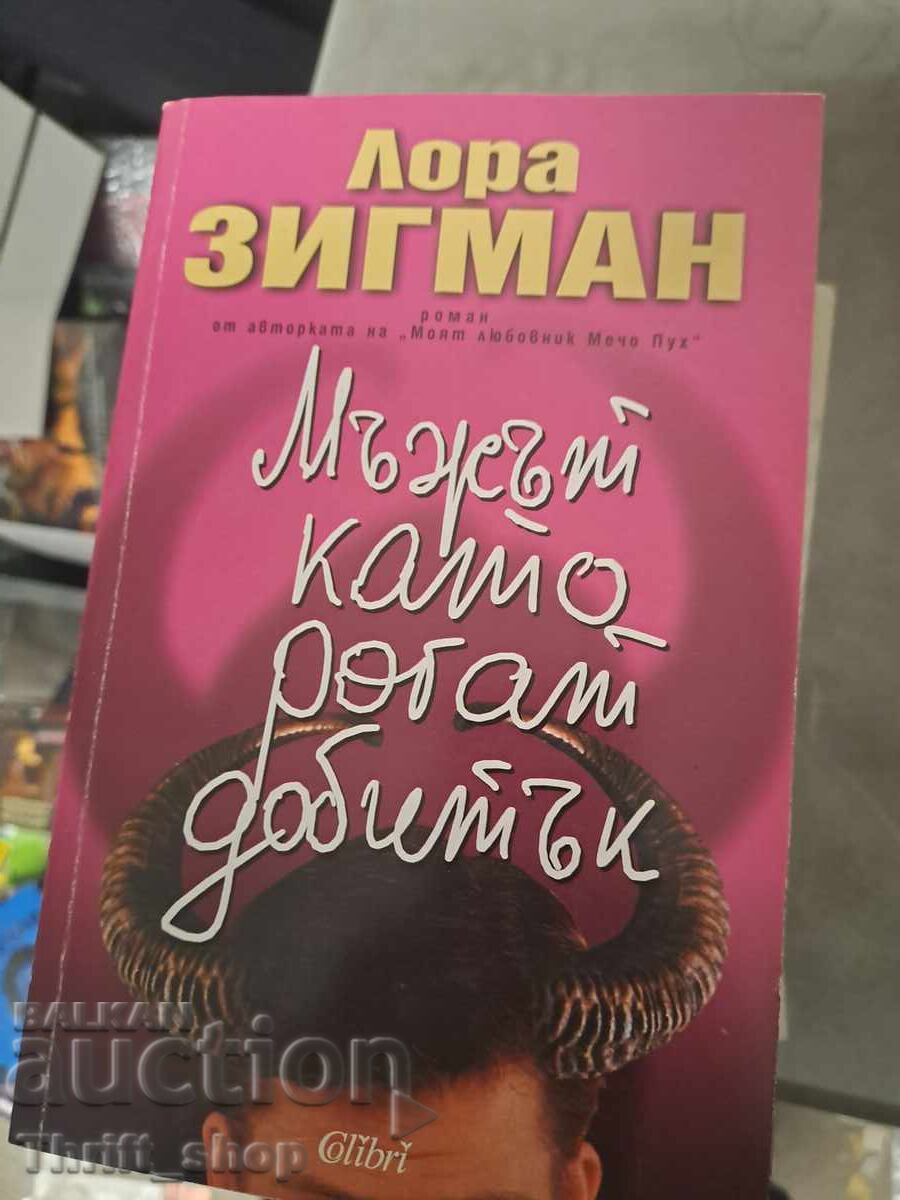 Лора
ЗИГМАН
роман
от авторката на „Моят любовник Мечо Пух“
Мъжът
като
рогат
добитък
BALKAN
auction
Thrift_shop
Colibri